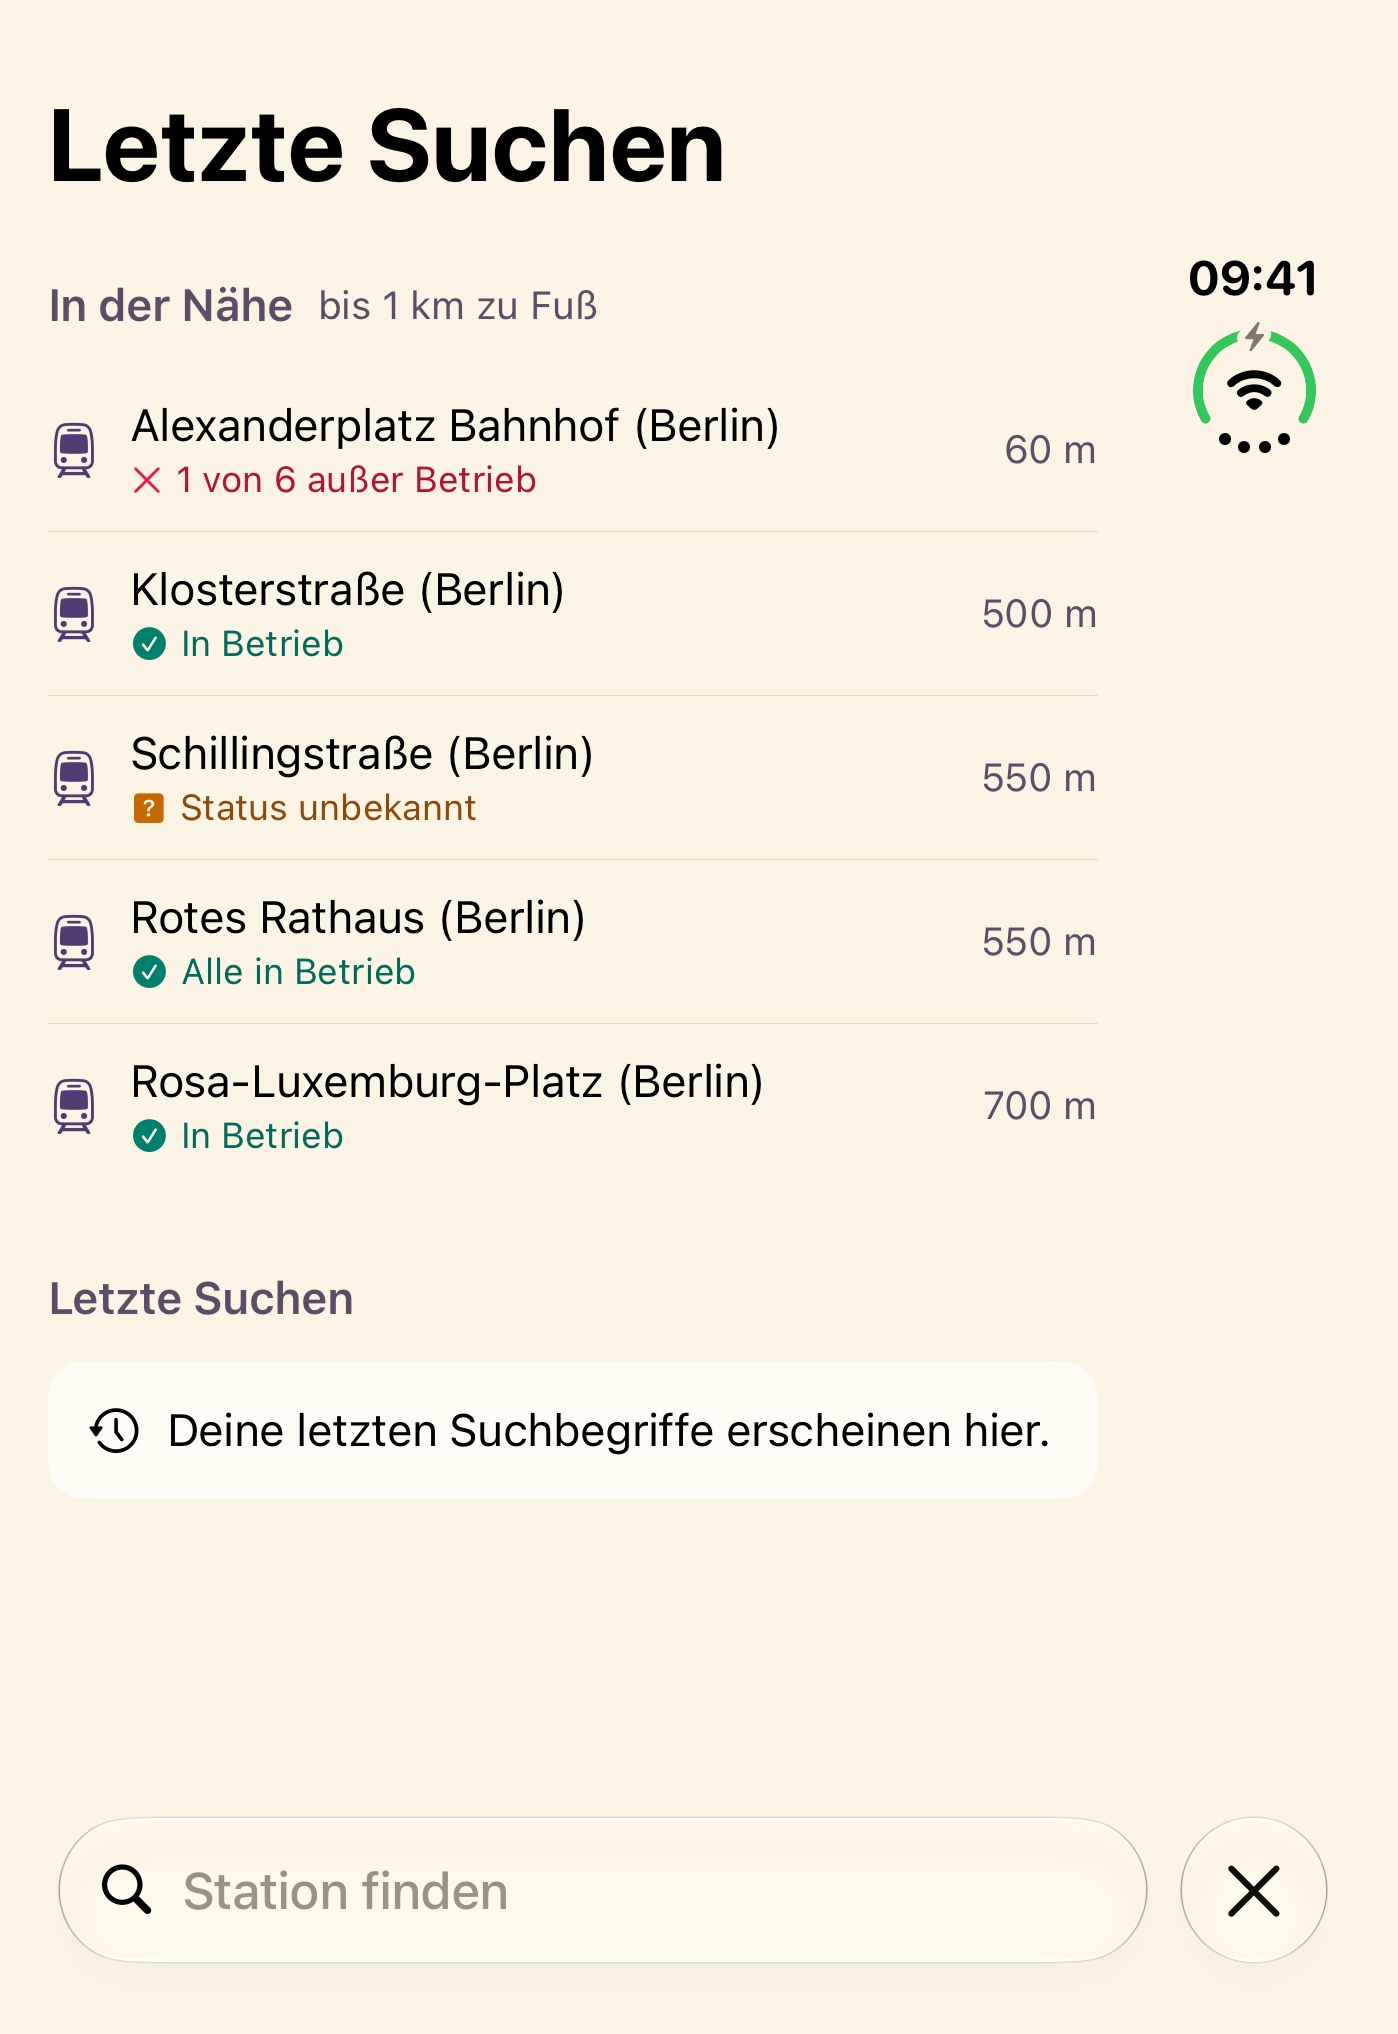 Letzte Suchen
09:41
In der Nähe bis 1 km zu Fuß
Alexanderplatz Bahnhof (Berlin)
1 von 6 außer Betrieb
60 m
Klosterstraße (Berlin)
In Betrieb
500 m
Schillingstraße (Berlin)
? Status unbekannt
550 m
Rotes Rathaus (Berlin)
Alle in Betrieb
550 m
Rosa-Luxemburg-Platz (Berlin)
In Betrieb
700 m
Letzte Suchen
Deine letzten Suchbegriffe erscheinen hier.
Station finden